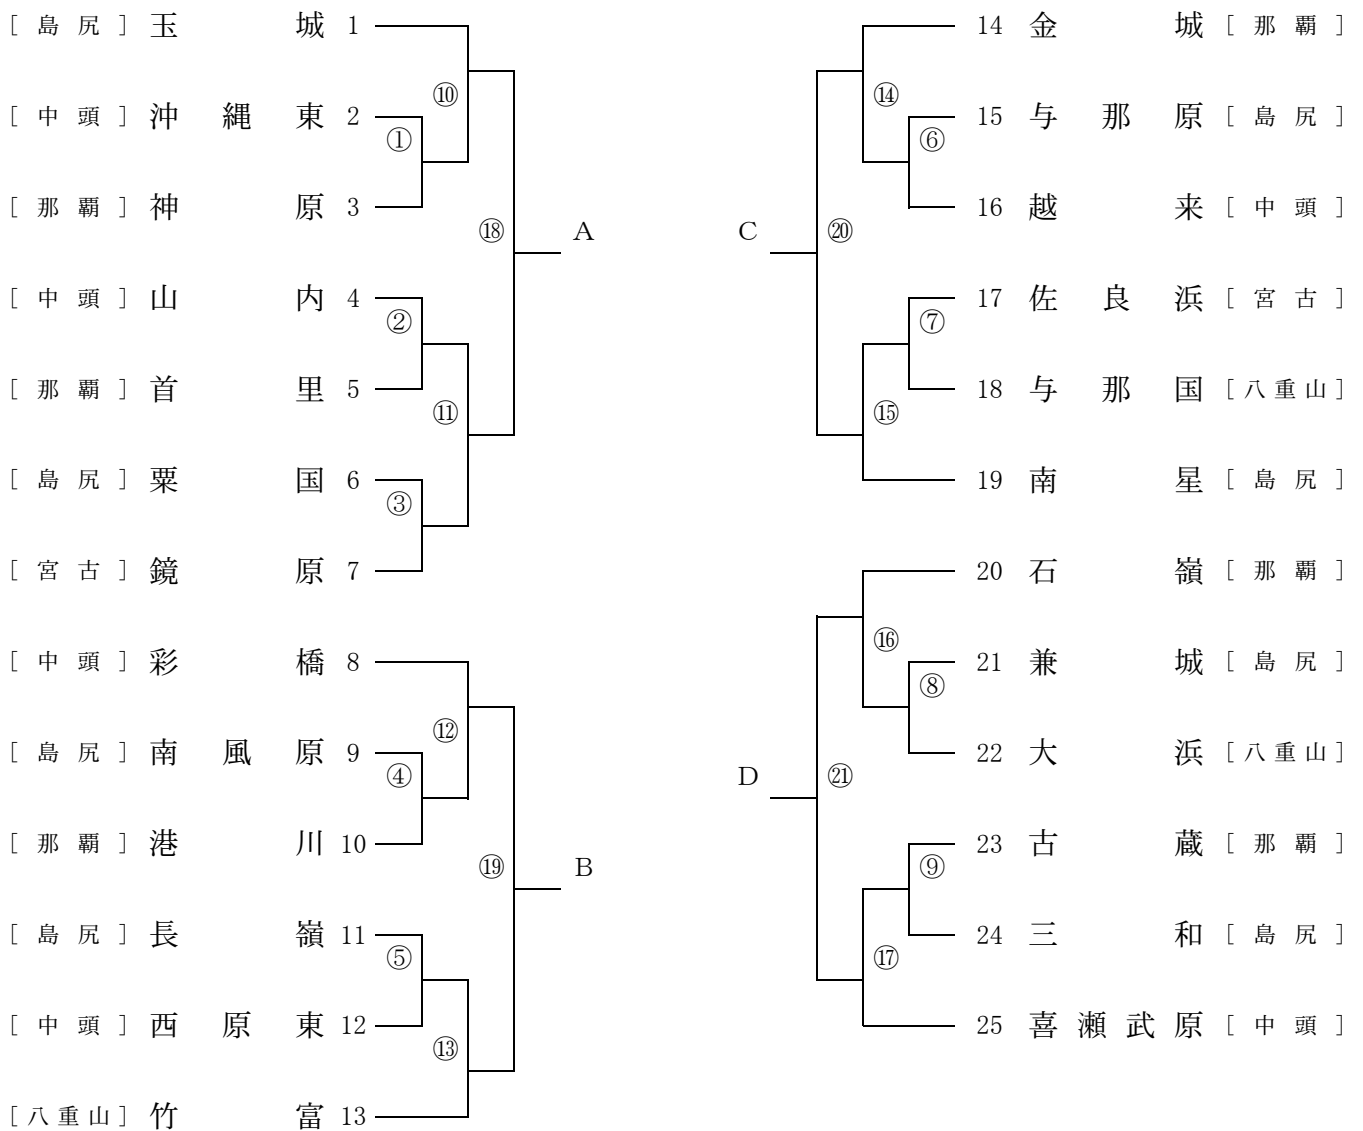 [島尻] 玉城 1
⑩
[中頭] 沖縄東 2
①
[那覇] 神原 3
⑱ A
[中頭] 山内 4
②
[那覇] 首里 5
⑪
[島尻] 粟国 6
③
[宮古] 鏡原 7
[中頭] 彩橋 8
⑫
[島尻] 南風原 9
④
[那覇] 港川 10
⑲ B
[島尻] 長嶺 11
⑤
[中頭] 西原東 12
⑬
[八重山] 竹富 13
14 金城 [那覇]
⑭
15 与那原 [島尻]
⑥
16 越来 [中頭]
C ⑳
17 佐良浜 [宮古]
⑦
18 与那国 [八重山]
⑮
19 南星 [島尻]
20 石嶺 [那覇]
⑯
21 兼城 [島尻]
⑧
22 大浜 [八重山]
D ㉑
23 古蔵 [那覇]
⑨
24 三和 [島尻]
⑰
25 喜瀬武原 [中頭]